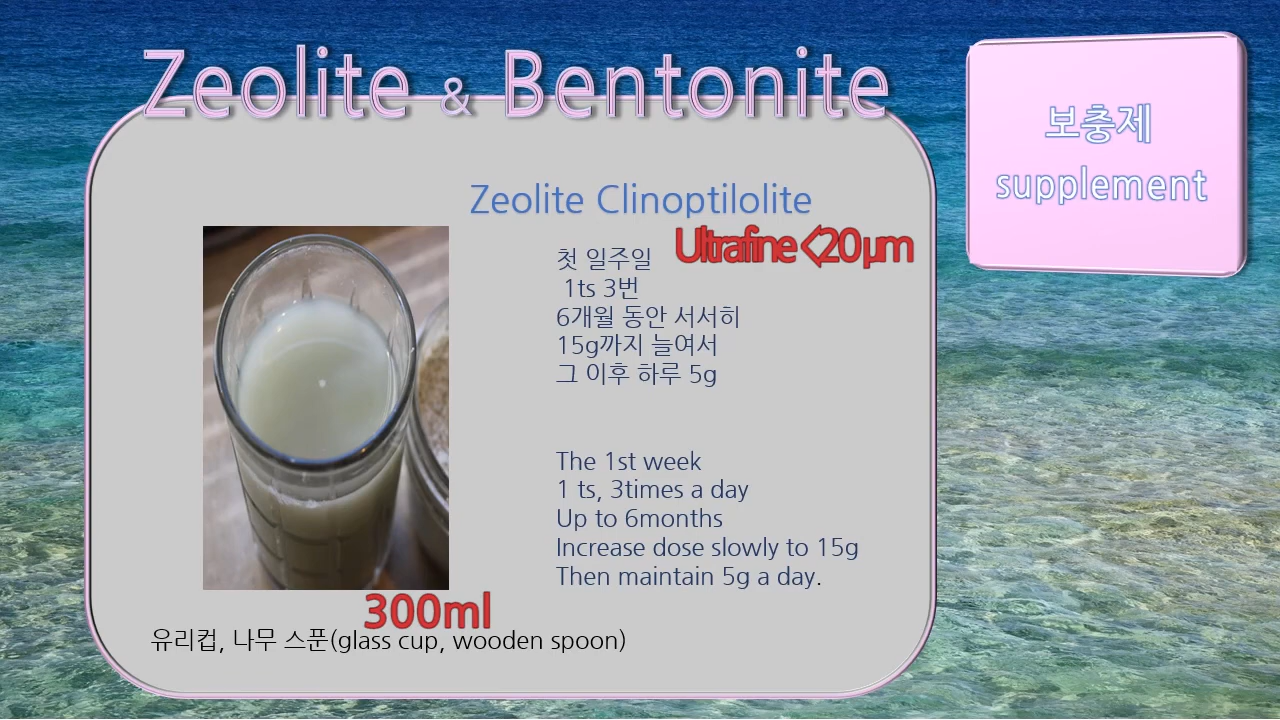 Zeolite & Bentonite
보충제
supplement
Zeolite Clinoptilolite
Ultrafine <20 µm
첫 일주일
1ts 3번
6개월 동안 서서히
15g까지 늘여서
그 이후 하루 5g
The 1st week
1 ts, 3times a day
Up to 6months
Increase dose slowly to 15g
Then maintain 5g a day.
300ml
유리컵, 나무 스푼(glass cup, wooden spoon)